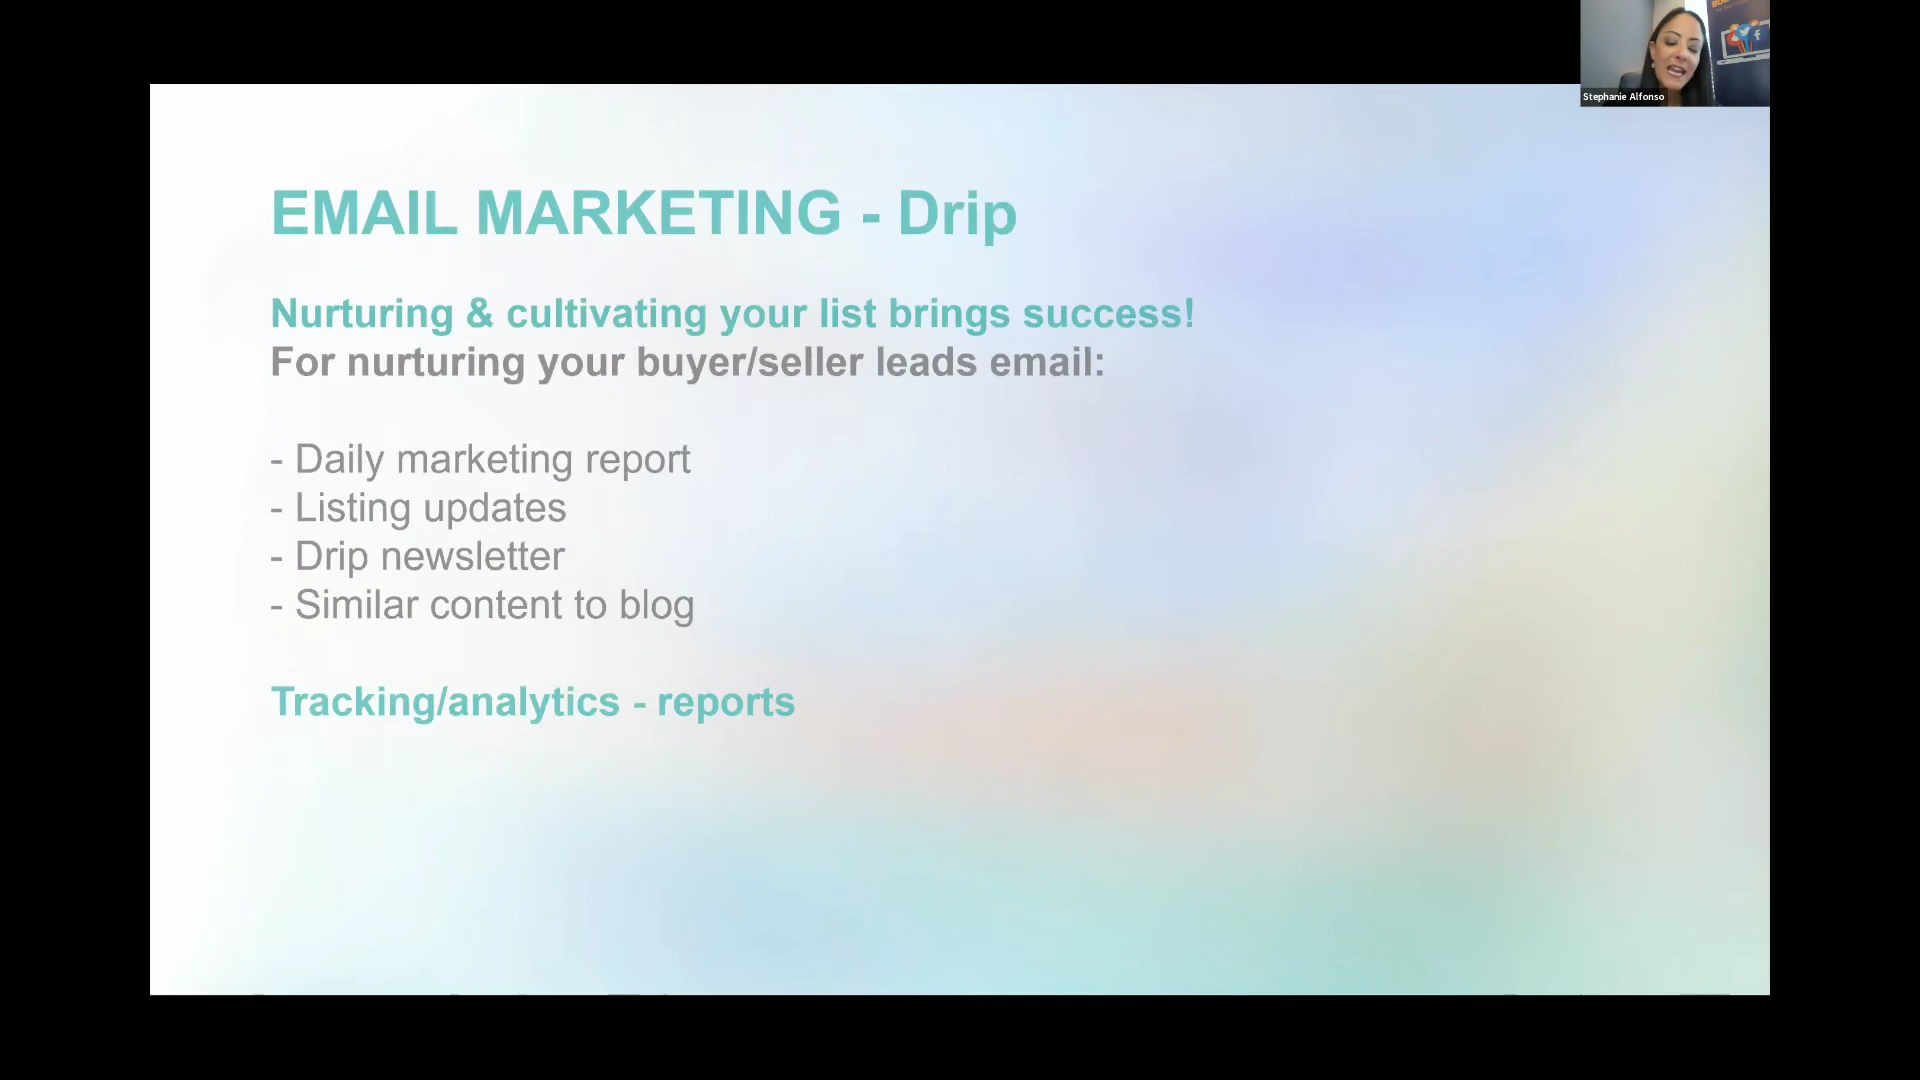 Stephanie Alfonso
EMAIL MARKETING - Drip
Nurturing & cultivating your list brings success!
For nurturing your buyer/seller leads email:
- Daily marketing report
- Listing updates
- Drip newsletter
- Similar content to blog
Tracking/analytics - reports